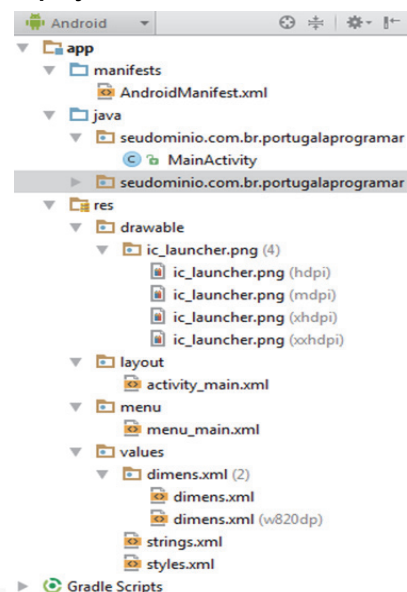 Android
app
manifests
AndroidManifest.xml
java
seudominio.com.br.portugalaprogramar
MainActivity
seudominio.com.br.portugalaprogramar
res
drawable
ic_launcher.png (4)
ic_launcher.png (hdpi)
ic_launcher.png (mdpi)
ic_launcher.png (xhdpi)
ic_launcher.png (xxhdpi)
layout
activity_main.xml
menu
menu_main.xml
values
dimens.xml (2)
dimens.xml
dimens.xml (w820dp)
strings.xml
styles.xml
Gradle Scripts